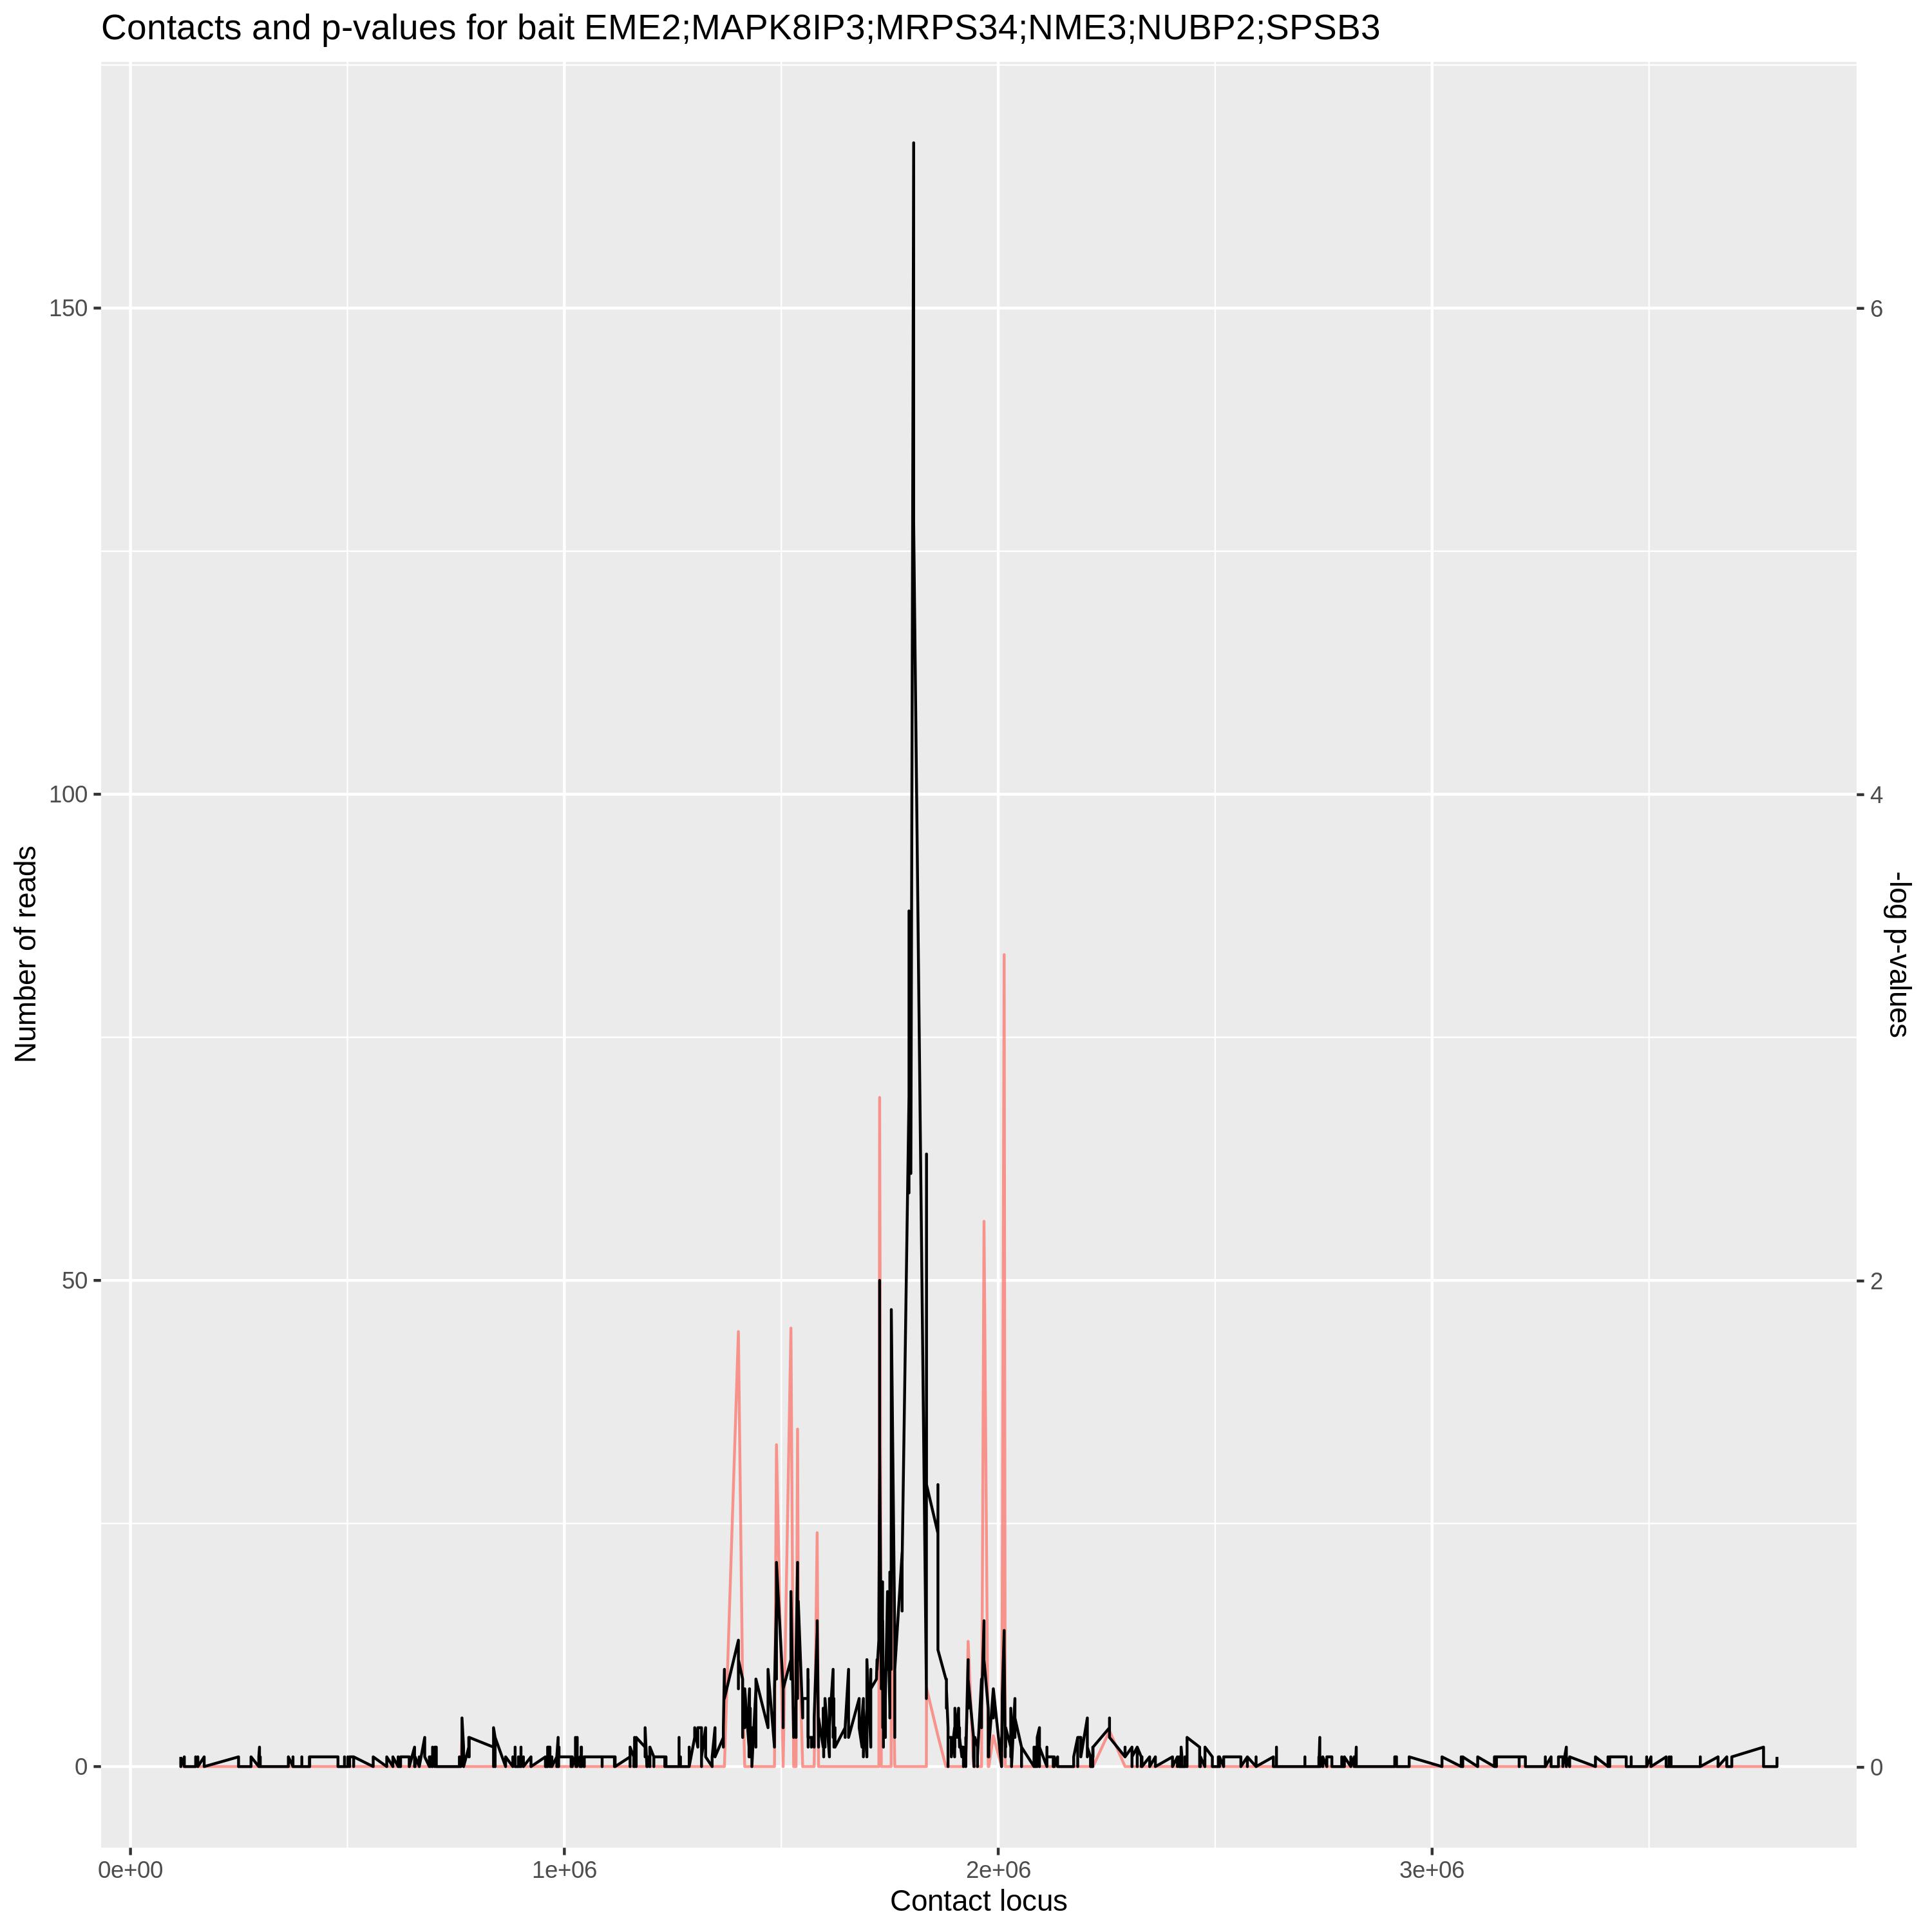 Contacts and p-values for bait EME2;MAPK8IP3;MRPS34;NME3;NUBP2;SPSB3
150
100
50
0
Number of reads
6
4
2
0
-log p-values
0e+00
1e+06
2e+06
3e+06
Contact locus